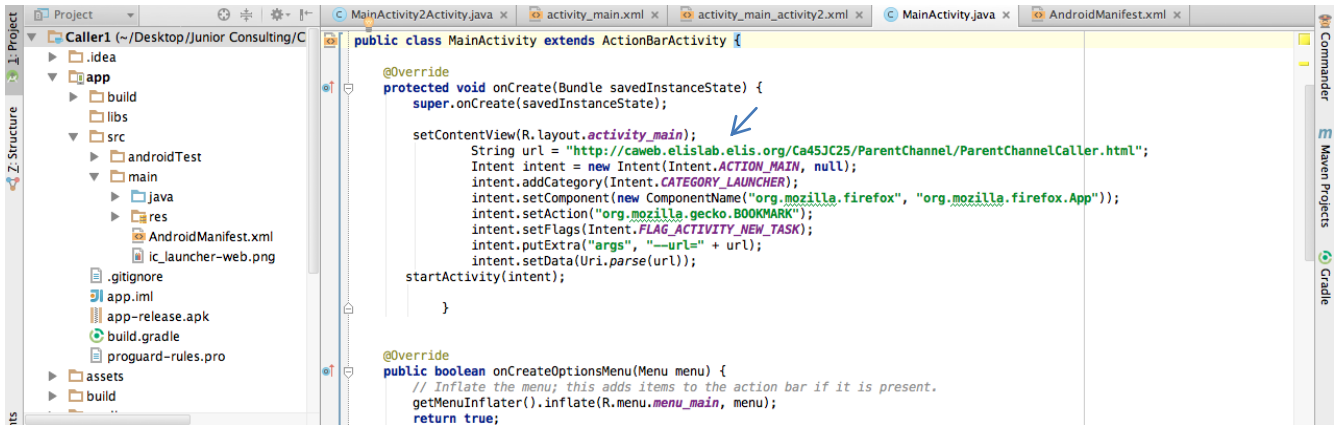 Project
MainActivity2Activity.java
activity_main.xml
activity_main_activity2.xml
MainActivity.java
AndroidManifest.xml
1: Project
Z: Structure
Caller1 (~/Desktop/Junior Consulting/C
.idea
app
build
libs
src
androidTest
main
java
res
AndroidManifest.xml
ic_launcher-web.png
.gitignore
app.iml
app-release.apk
build.gradle
proguard-rules.pro
assets
build
public class MainActivity extends ActionBarActivity {
@Override
protected void onCreate(Bundle savedInstanceState) {
super.onCreate(savedInstanceState);
setContentView(R.layout.activity_main);
String url = "http://caweb.elislab.elis.org/Ca45JC25/ParentChannel/ParentChannelCaller.html";
Intent intent = new Intent(Intent.ACTION_MAIN, null);
intent.addCategory(Intent.CATEGORY_LAUNCHER);
intent.setComponent(new ComponentName("org.mozilla.firefox", "org.mozilla.firefox.App"));
intent.setAction("org.mozilla.gecko.BOOKMARK");
intent.setFlags(Intent.FLAG_ACTIVITY_NEW_TASK);
intent.putExtra("args", "--url=" + url);
intent.setData(Uri.parse(url));
startActivity(intent);
}
@Override
public boolean onCreateOptionsMenu(Menu menu) {
// Inflate the menu; this adds items to the action bar if it is present.
getMenuInflater().inflate(R.menu.menu_main, menu);
return true;
Commander
Maven Projects
Gradle